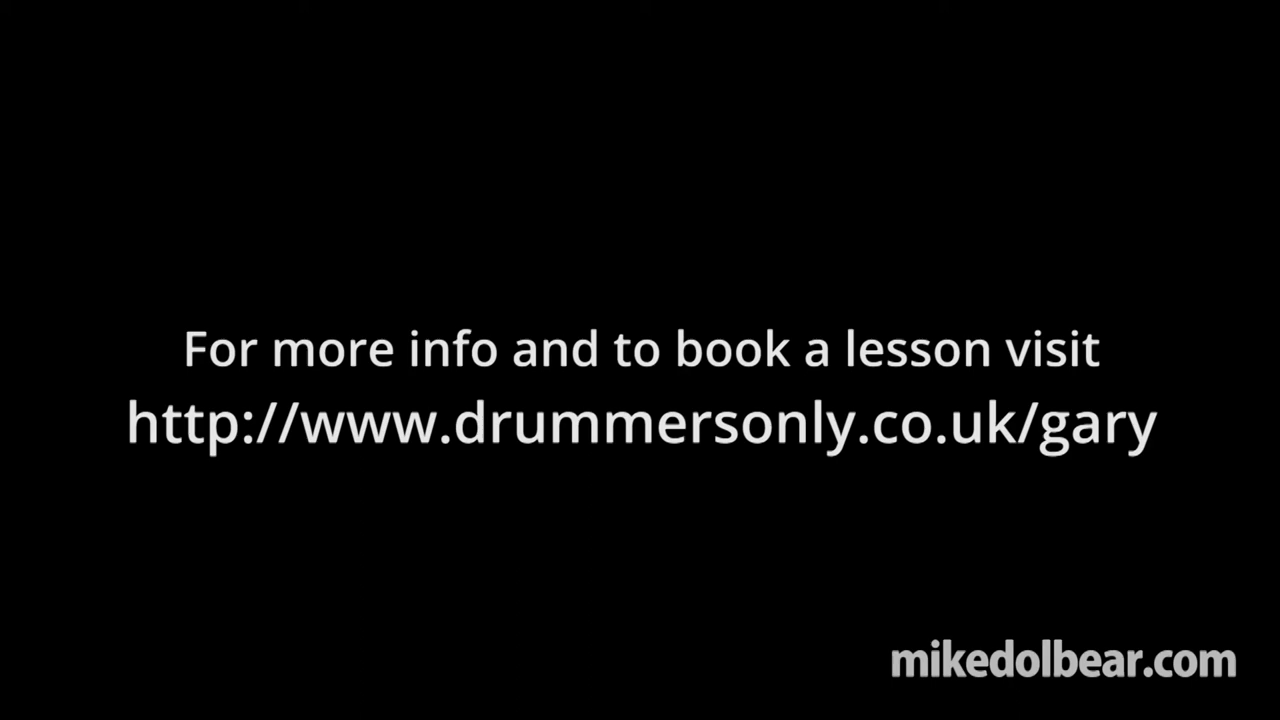 For more info and to book a lesson visit
http://www.drummersonly.co.uk/gary
mikedolbear.com